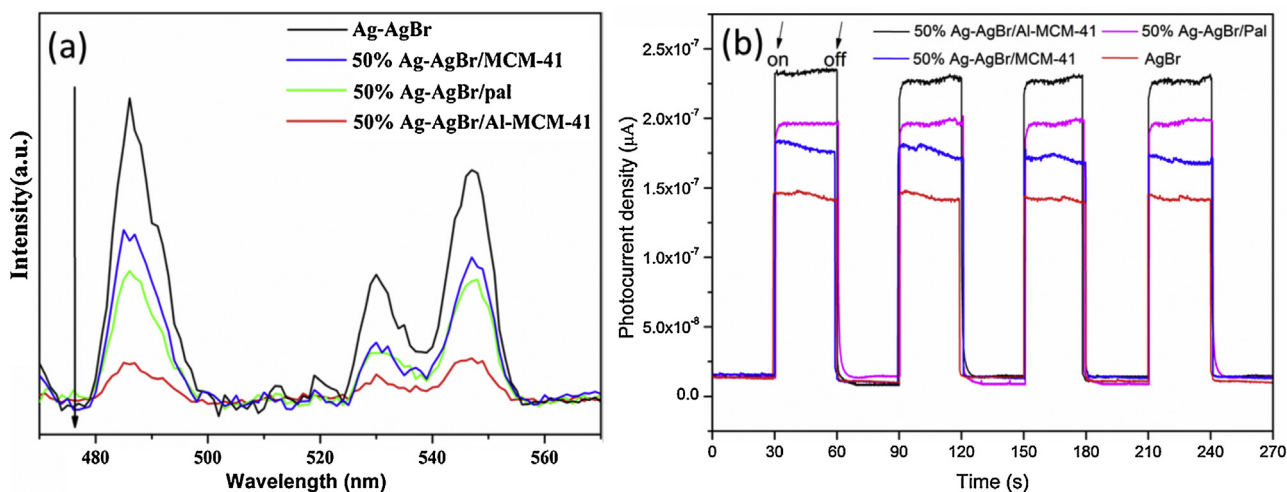 (a)
Ag-AgBr
50% Ag-AgBr/MCM-41
50% Ag-AgBr/pal
50% Ag-AgBr/Al-MCM-41
Intensity(a.u.)
480 500 520 540 560
Wavelength (nm)
(b)
50% Ag-AgBr/Al-MCM-41 50% Ag-AgBr/Pal
50% Ag-AgBr/MCM-41 AgBr
on off
Photocurrent density (μA)
2.5x10⁻⁷
2.0x10⁻⁷
1.5x10⁻⁷
1.0x10⁻⁷
5.0x10⁻⁸
0.0
0 30 60 90 120 150 180 210 240 270
Time (s)